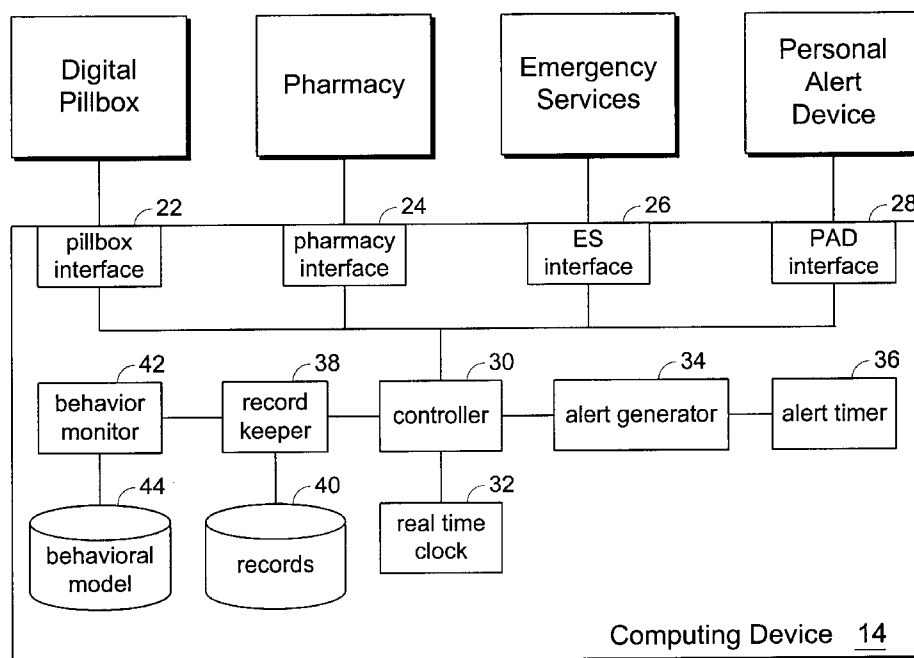 Digital
Pillbox
Pharmacy
Emergency
Services
Personal
Alert
Device
22
24
26
28
pillbox
interface
pharmacy
interface
ES
interface
PAD
interface
42
38
30
34
36
behavior
monitor
record
keeper
controller
alert generator
alert timer
44
40
32
behavioral
model
records
real time
clock
Computing Device 14